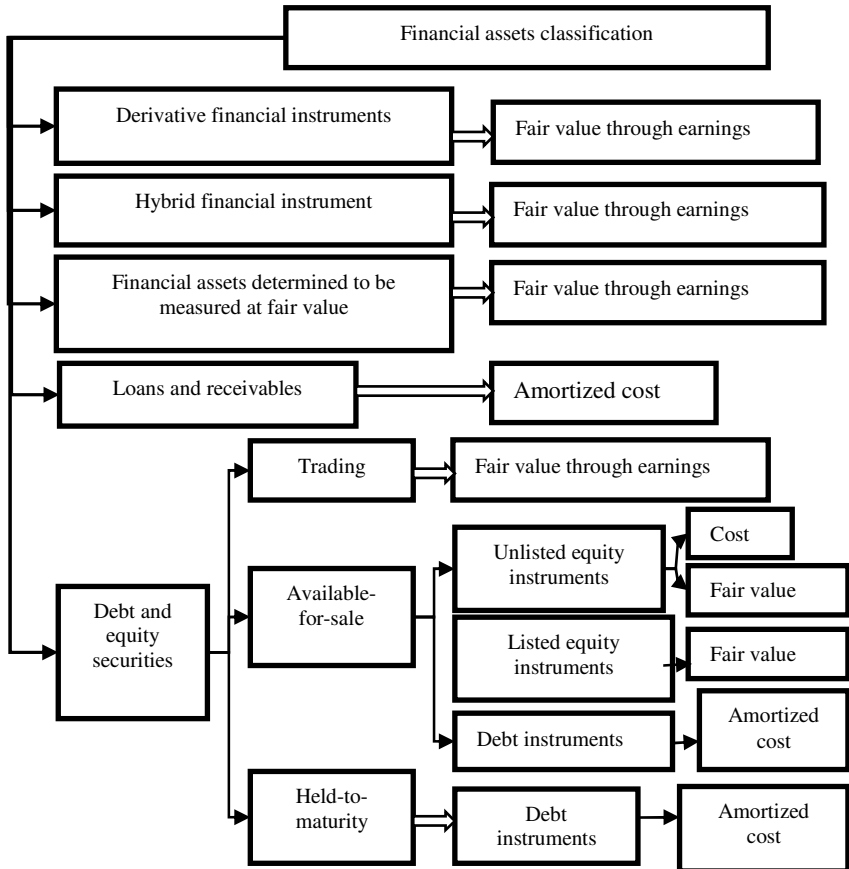 Financial assets classification
Derivative financial instruments
Fair value through earnings
Hybrid financial instrument
Fair value through earnings
Financial assets determined to be
measured at fair value
Fair value through earnings
Loans and receivables
Amortized cost
Debt and
equity
securities
Trading
Fair value through earnings
Available-
for-sale
Unlisted equity
instruments
Cost
Fair value
Listed equity
instruments
Fair value
Debt instruments
Amortized
cost
Held-to-
maturity
Debt
instruments
Amortized
cost